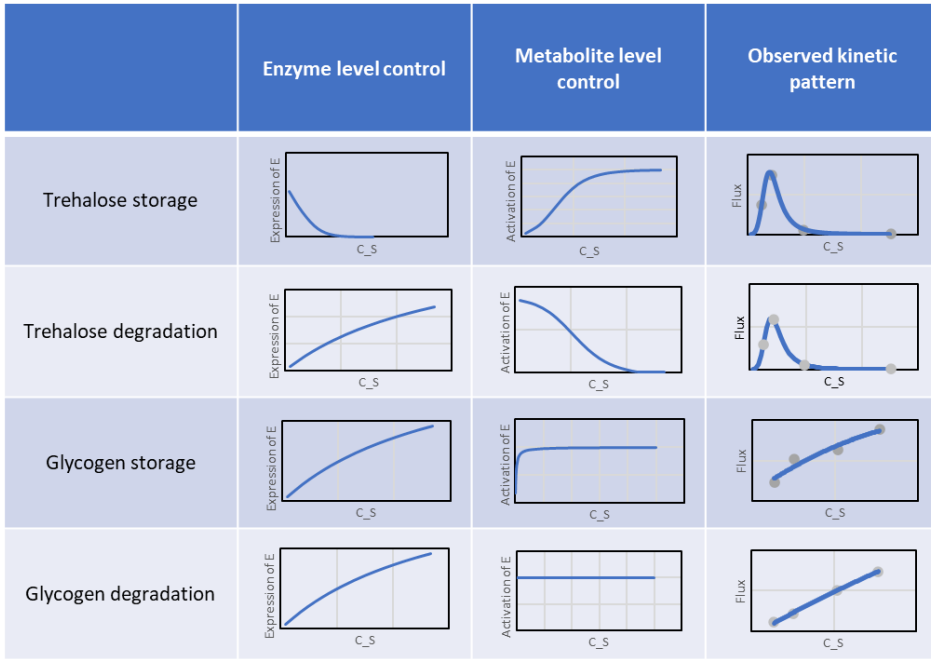 Enzyme level control
Metabolite level
control
Observed kinetic
pattern
Trehalose storage
Expression of E
C_S
Activation of E
C_S
Flux
C_S
Trehalose degradation
Expression of E
C_S
Activation of E
C_S
Flux
C_S
Glycogen storage
Expression of E
C_S
Activation of E
C_S
Flux
C_S
Glycogen degradation
Expression of E
C_S
Activation of E
C_S
Flux
C_S